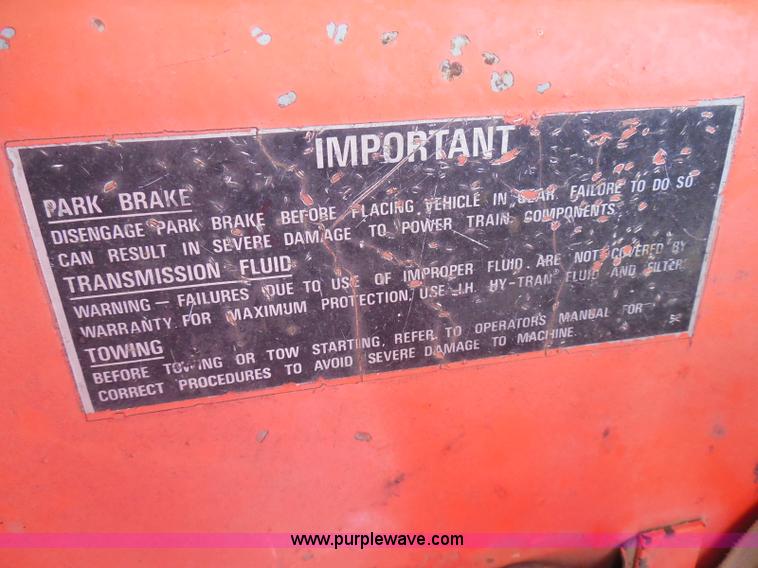 IMPORTANT
PARK BRAKE
DISENGAGE PARK BRAKE BEFORE PLACING VEHICLE IN GEAR. FAILURE TO DO SO
CAN RESULT IN SEVERE DAMAGE TO POWER TRAIN COMPONENTS.
TRANSMISSION FLUID
WARNING – FAILURES DUE TO USE OF IMPROPER FLUID ARE NOT COVERED BY
WARRANTY. FOR MAXIMUM PROTECTION, USE I.H. HY-TRAN® FLUID AND FILTER.
TOWING
BEFORE TOWING OR TOW STARTING, REFER TO OPERATORS MANUAL FOR
CORRECT PROCEDURES TO AVOID SEVERE DAMAGE TO MACHINE.
www.purplewave.com